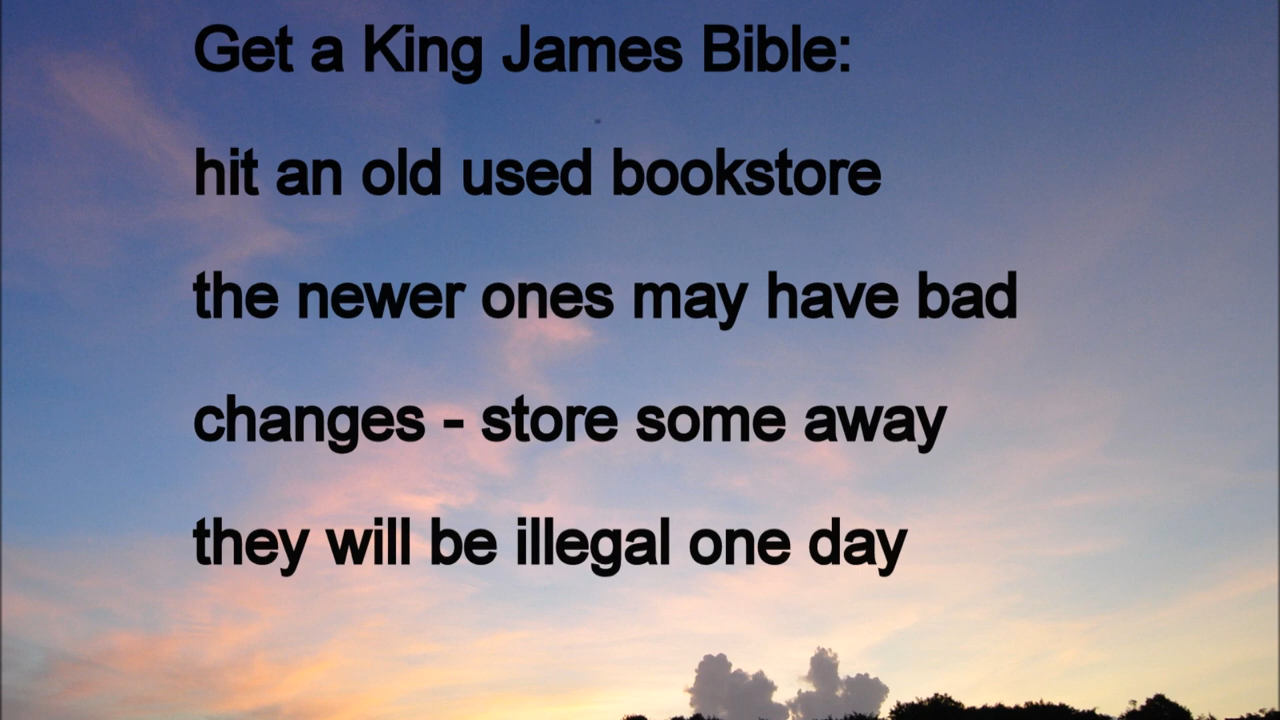 Get a King James Bible:
hit an old used bookstore
the newer ones may have bad
changes - store some away
they will be illegal one day